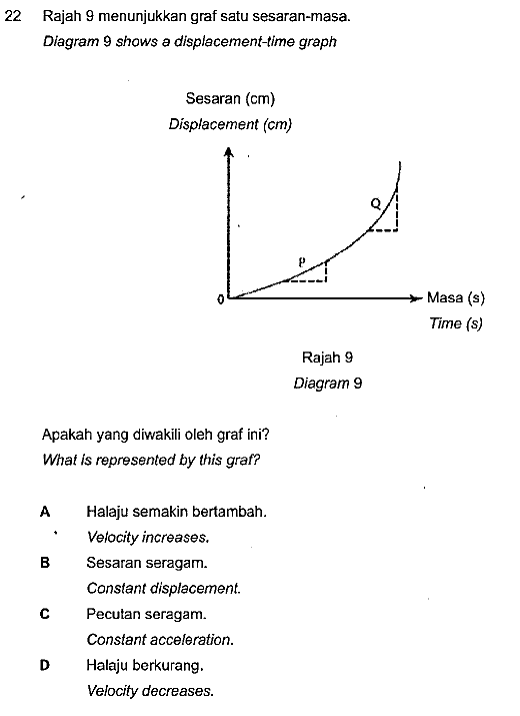 22 Rajah 9 menunjukkan graf satu sesaran-masa.
Diagram 9 shows a displacement-time graph
Sesaran (cm)
Displacement (cm)
Q
P
0
Masa (s)
Time (s)
Rajah 9
Diagram 9
Apakah yang diwakili oleh graf ini?
What is represented by this graf?
A Halaju semakin bertambah.
Velocity increases.
B Sesaran seragam.
Constant displacement.
C Pecutan seragam.
Constant acceleration.
D Halaju berkurang.
Velocity decreases.